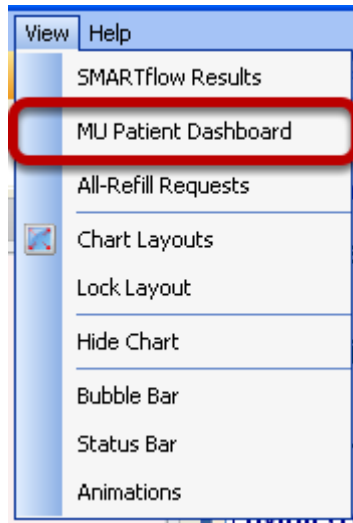 View Help
SMARTflow Results
MU Patient Dashboard
All-Refill Requests
Chart Layouts
Lock Layout
Hide Chart
Bubble Bar
Status Bar
Animations